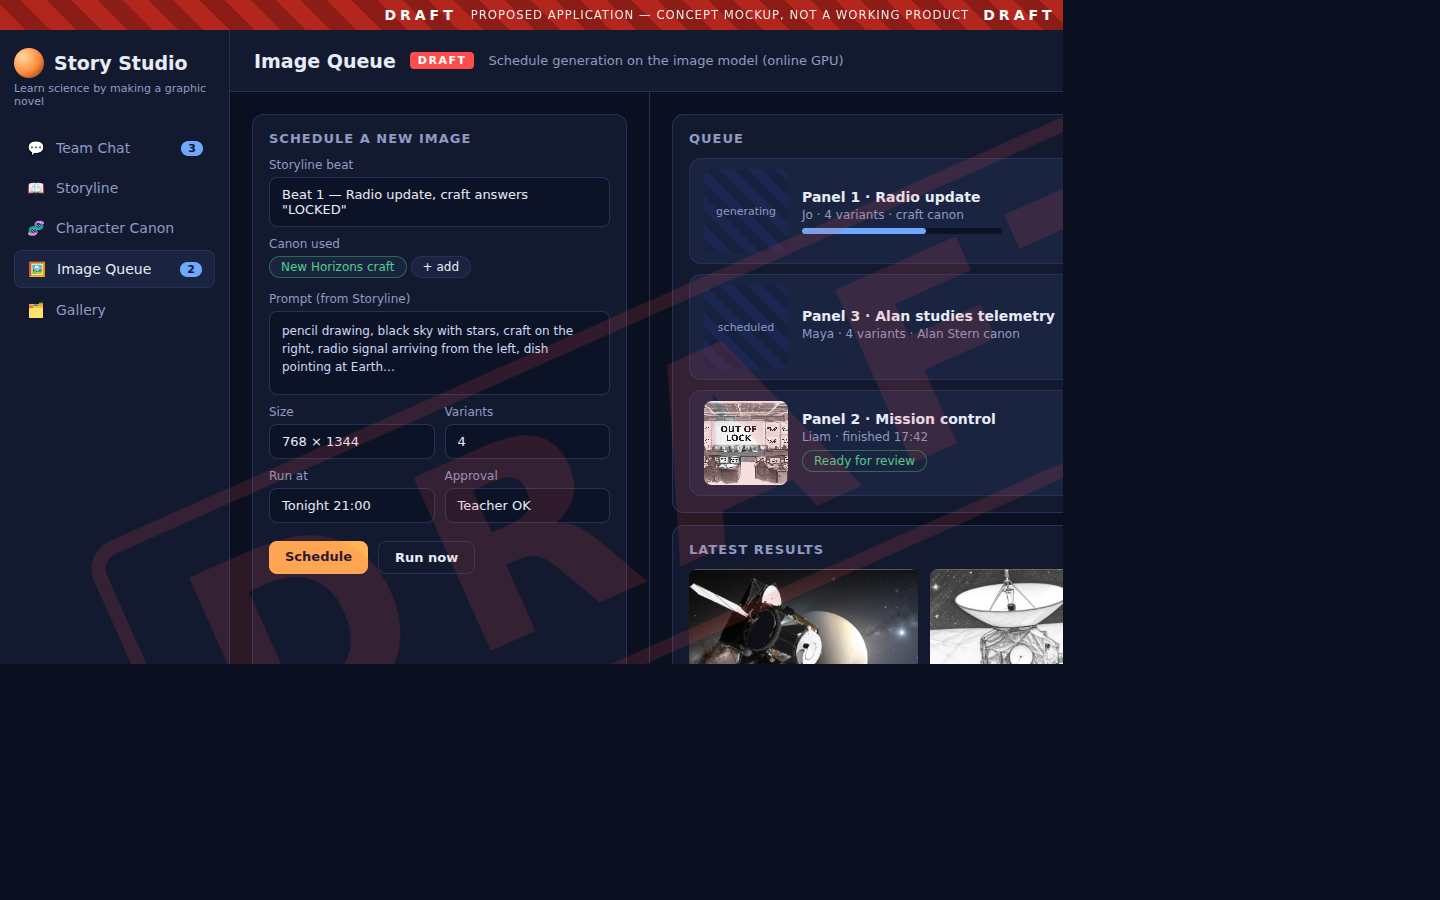 DRAFT PROPOSED APPLICATION — CONCEPT MOCKUP, NOT A WORKING PRODUCT DRAFT
Story Studio
Learn science by making a graphic
novel
💬 Team Chat 3
📖 Storyline
🧬 Character Canon
🖼️ Image Queue 2
🗂️ Gallery
Image Queue DRAFT Schedule generation on the image model (online GPU)
SCHEDULE A NEW IMAGE
Storyline beat
Beat 1 — Radio update, craft answers
"LOCKED"
Canon used
New Horizons craft + add
Prompt (from Storyline)
pencil drawing, black sky with stars, craft on the
right, radio signal arriving from the left, dish
pointing at Earth...
Size Variants
768 × 1344 4
Run at Approval
Tonight 21:00 Teacher OK
Schedule Run now
QUEUE
generating
Panel 1 · Radio update
Jo · 4 variants · craft canon
scheduled
Panel 3 · Alan studies telemetry
Maya · 4 variants · Alan Stern canon
OUT OF
LOCK
Panel 2 · Mission control
Liam · finished 17:42
Ready for review
LATEST RESULTS
DRAFT